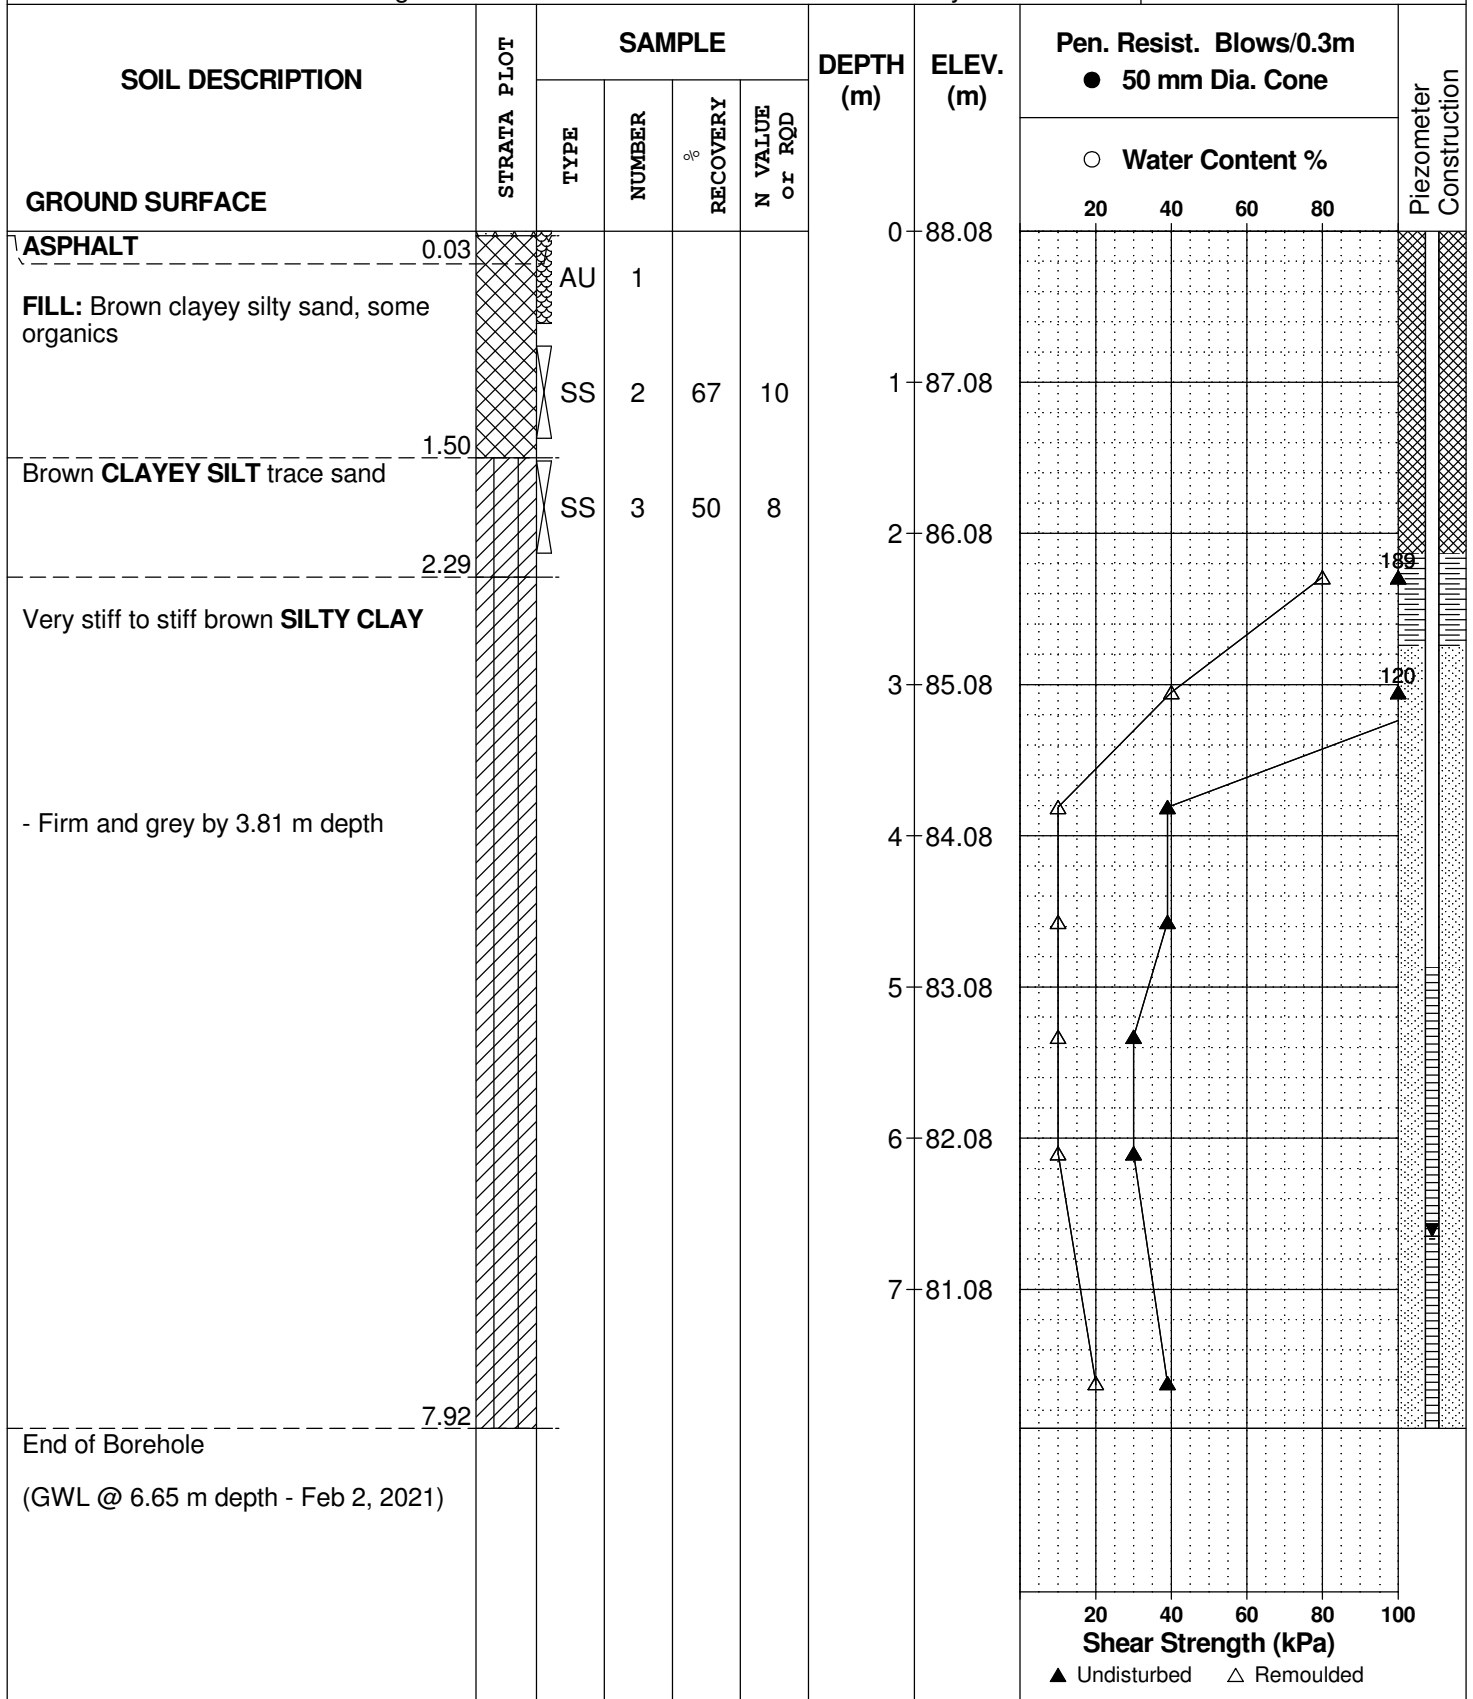 SOIL DESCRIPTION
GROUND SURFACE
STRATA PLOT
SAMPLE
TYPE
NUMBER
%
RECOVERY
N VALUE
or RQD
DEPTH
(m)
ELEV.
(m)
Pen. Resist. Blows/0.3m
● 50 mm Dia. Cone
○ Water Content %
20 40 60 80
Piezometer
Construction
0 88.08
ASPHALT 0.03
AU 1
FILL: Brown clayey silty sand, some
organics
1 87.08
SS 2 67 10
1.50
Brown CLAYEY SILT trace sand
SS 3 50 8
2 86.08
2.29
189
Very stiff to stiff brown SILTY CLAY
120
3 85.08
- Firm and grey by 3.81 m depth
4 84.08
5 83.08
6 82.08
7 81.08
7.92
End of Borehole
(GWL @ 6.65 m depth - Feb 2, 2021)
20 40 60 80 100
Shear Strength (kPa)
▲ Undisturbed △ Remoulded